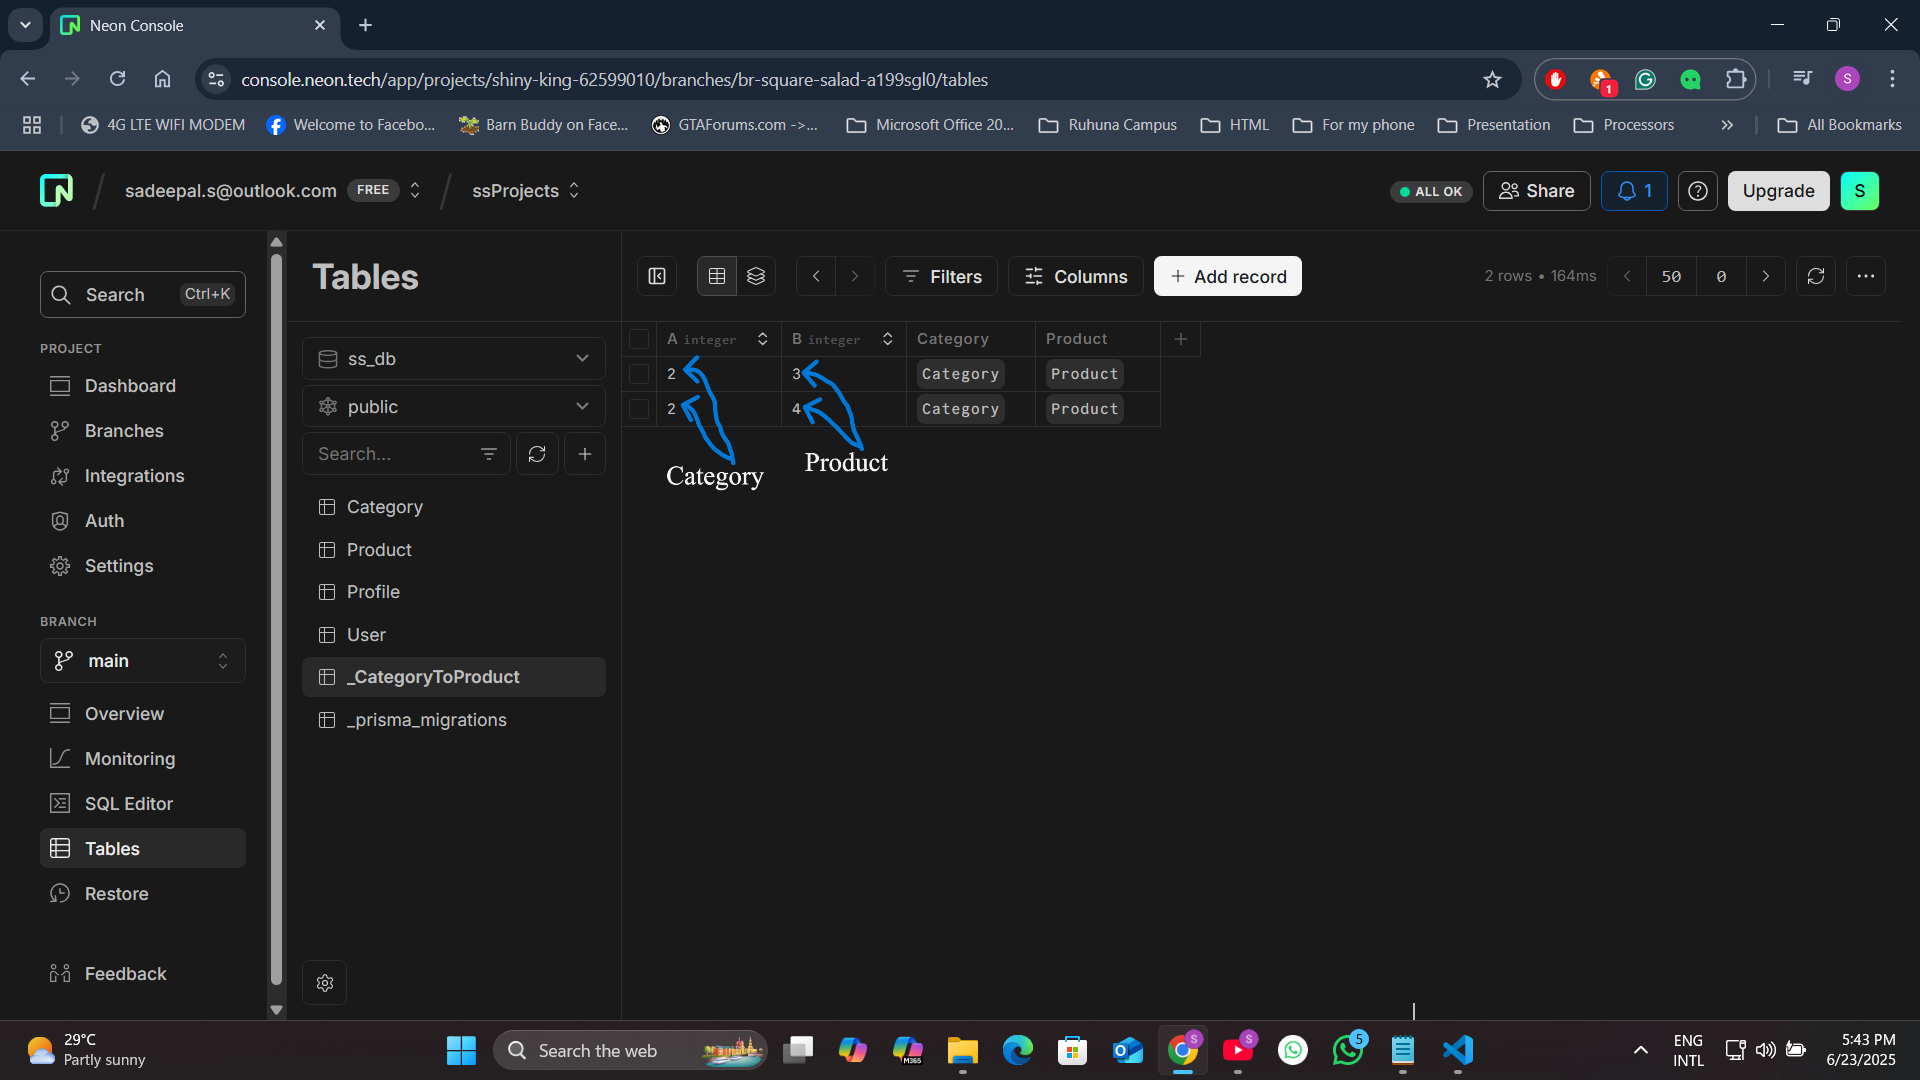 Neon Console
console.neon.tech/app/projects/shiny-king-62599010/branches/br-square-salad-a199sgl0/tables
1
S
4G LTE WIFI MODEM
Welcome to Facebo...
Barn Buddy on Face...
GTAForums.com ->...
Microsoft Office 20...
Ruhuna Campus
HTML
For my phone
Presentation
Processors
All Bookmarks
sadeepal.s@outlook.com FREE
ssProjects
ALL OK
Share
1
Upgrade
S
Search Ctrl+K
PROJECT
Dashboard
Branches
Integrations
Auth
Settings
BRANCH
main
Overview
Monitoring
SQL Editor
Tables
Restore
Feedback
Tables
ss_db
public
Search...
Category
Product
Profile
User
_CategoryToProduct
_prisma_migrations
Filters
Columns
Add record
2 rows • 164ms
50
0
A integer B integer Category Product
2 3 Category Product
2 4 Category Product
Category
Product
29°C
Partly sunny
Search the web
M365
S
S
5
ENG
INTL
5:43 PM
6/23/2025